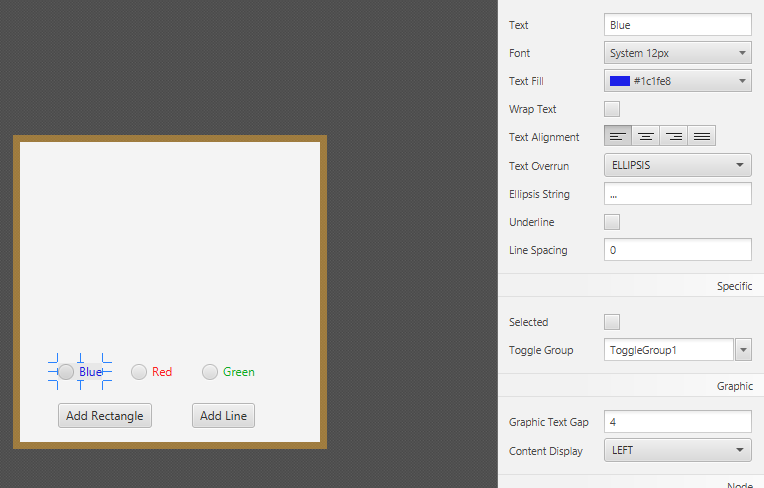 Blue
Red
Green
Add Rectangle
Add Line
Text
Blue
Font
System 12px
Text Fill
#1c1fe8
Wrap Text
Text Alignment
Text Overrun
ELLIPSIS
Ellipsis String
...
Underline
Line Spacing
0
Specific
Selected
Toggle Group
ToggleGroup1
Graphic
Graphic Text Gap
4
Content Display
LEFT
Node